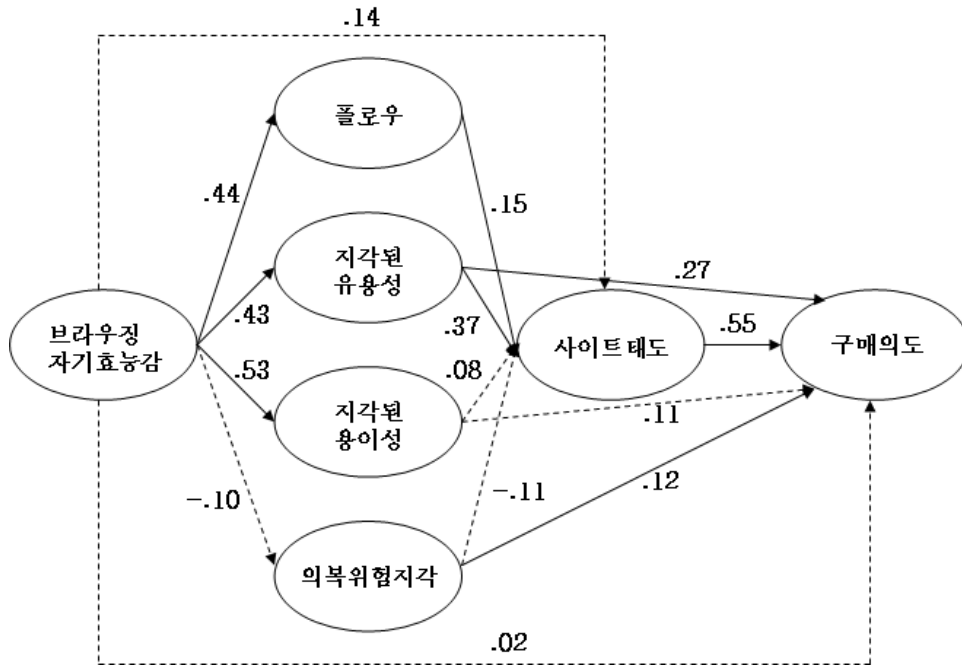 .14
플로우
.44
.15
지각된
유용성
.27
.43
.37
브라우징
자기효능감
사이트태도
.55
구매의도
.53
.08
지각된
용이성
.11
-.10
-.11
.12
의복위험지각
.02